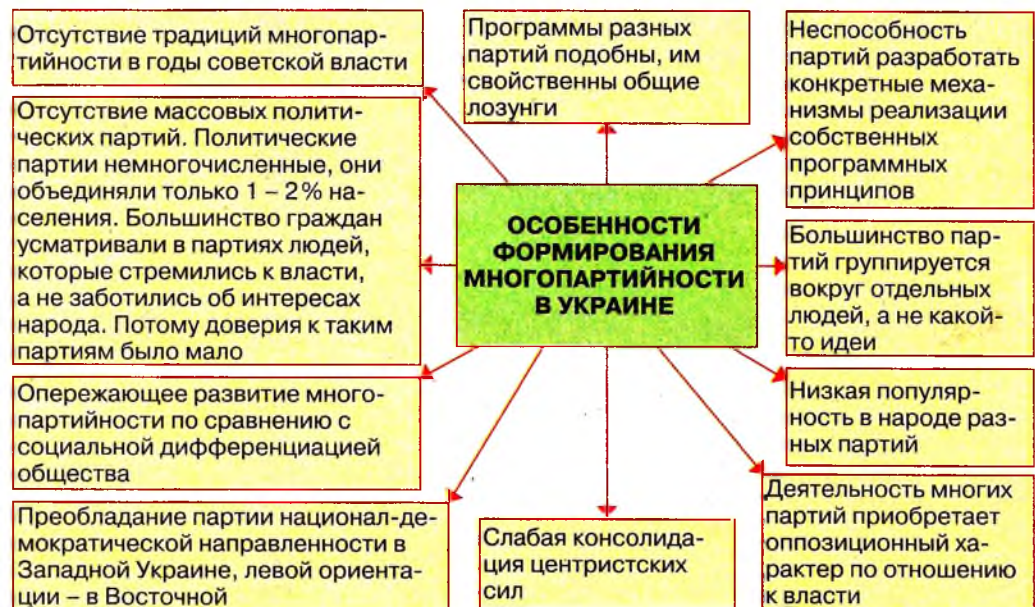 Отсутствие традиций многопар-
тийности в годы советской власти
Программы разных
партий подобны, им
свойственны общие
лозунги
Неспособность
партий разработать
конкретные меха-
низмы реализации
собственных
программных
принципов
Отсутствие массовых полити-
ческих партий. Политические
партии немногочисленные, они
объединяли только 1 – 2% на-
селения. Большинство граждан
усматривали в партиях людей,
которые стремились к власти,
а не заботились об интересах
народа. Потому доверия к таким
партиям было мало
ОСОБЕННОСТИ
ФОРМИРОВАНИЯ
МНОГОПАРТИЙНОСТИ
В УКРАИНЕ
Большинство пар-
тий группируется
вокруг отдельных
людей, а не какой-
то идеи
Опережающее развитие много-
партийности по сравнению с
социальной дифференциацией
общества
Низкая популяр-
ность в народе раз-
ных партий
Преобладание партии национал-де-
мократической направленности в
Западной Украине, левой ориента-
ции – в Восточной
Слабая консолида-
ция центристских
сил
Деятельность многих
партий приобретает
оппозиционный ха-
рактер по отношению
к власти